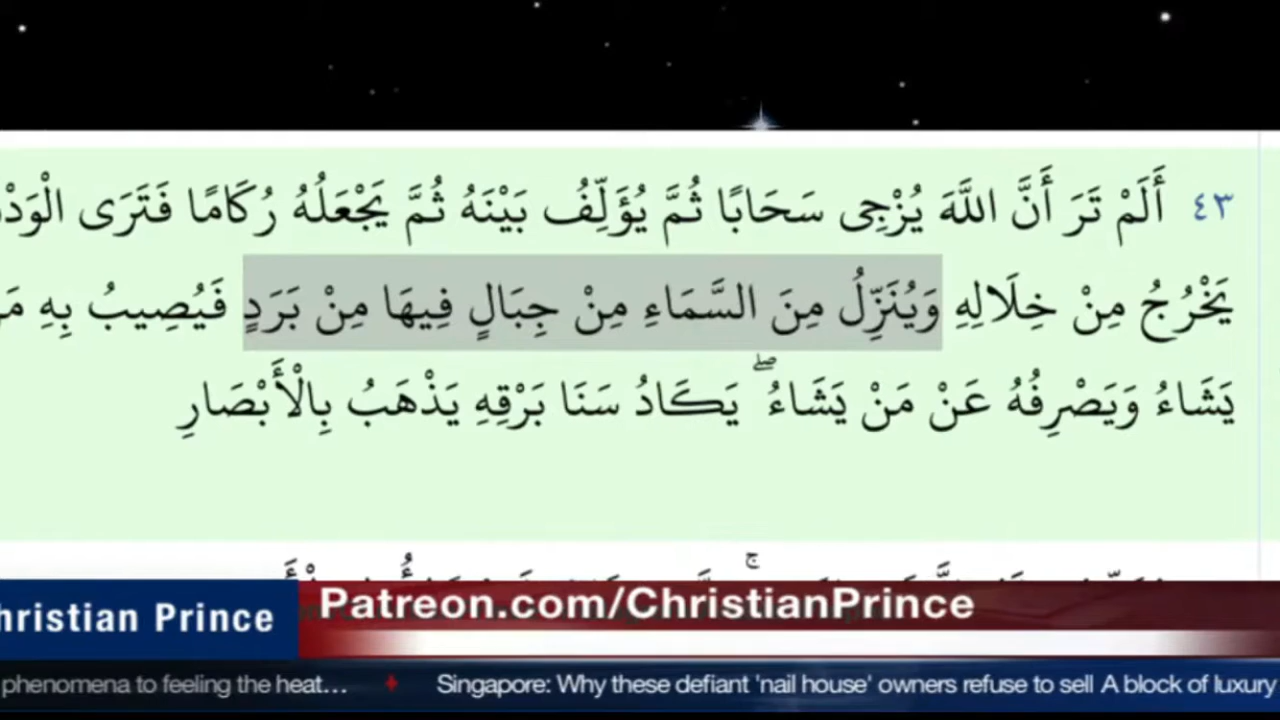 ٤٣ أَلَمْ تَرَ أَنَّ اللَّهَ يُزْجِى سَحَابًا ثُمَّ يُؤَلِّفُ بَيْنَهُ ثُمَّ يَجْعَلُهُ رُكَامًا فَتَرَى
يَخْرُجُ مِنْ خِلَالِهِ وَيُنَزِّلُ مِنَ السَّمَاءِ مِنْ جِبَالٍ فِيهَا مِنْ بَرَدٍ فَيُصِيبُ بِهِ
يَشَاءُ وَيَصْرِفُهُ عَنْ مَنْ يَشَاءُ ۖ يَكَادُ سَنَا بَرْقِهِ يَذْهَبُ بِالْأَبْصَارِ
hristian Prince
Patreon.com/ChristianPrince
phenomena to feeling the heat... ♦ Singapore: Why these defiant 'nail house' owners refuse to sell A block of luxury